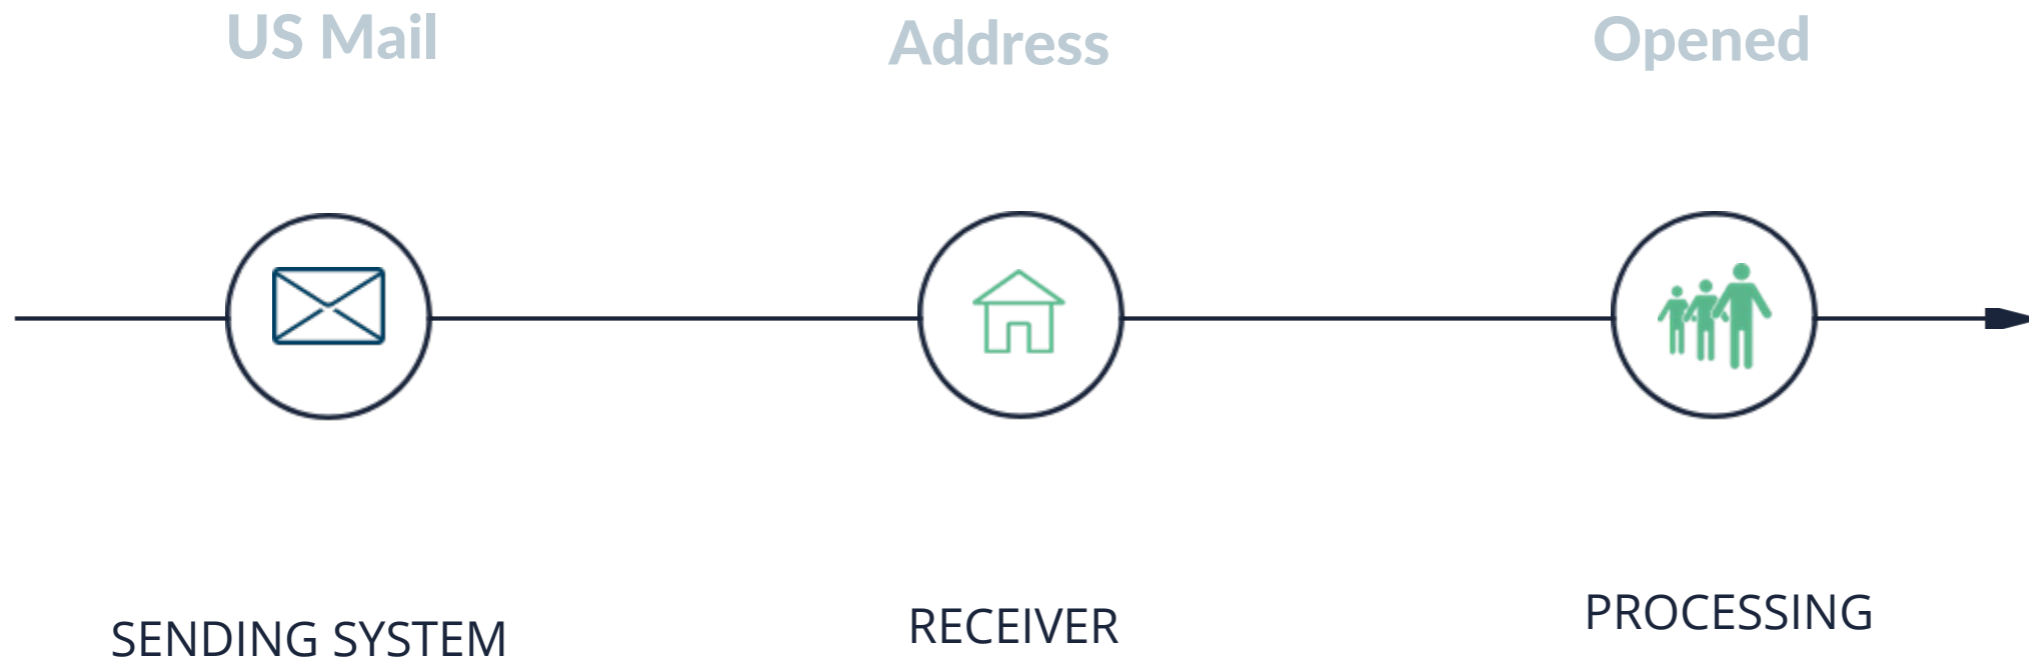 US Mail
Address
Opened
SENDING SYSTEM
RECEIVER
PROCESSING